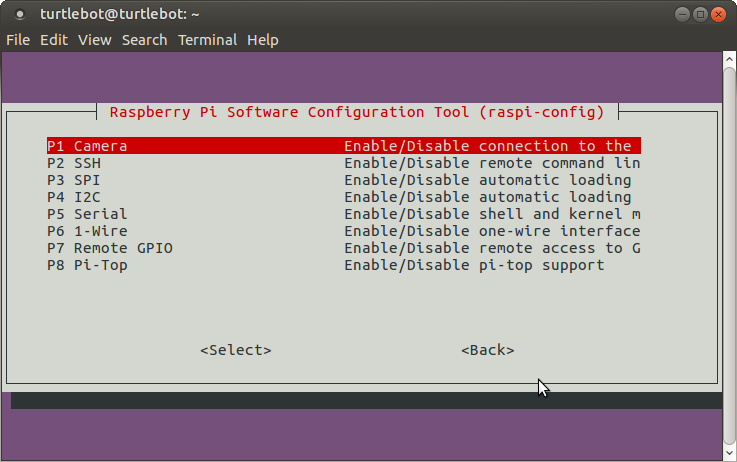 turtlebot@turtlebot: ~
File Edit View Search Terminal Help
Raspberry Pi Software Configuration Tool (raspi-config)
P1 Camera Enable/Disable connection to the
P2 SSH Enable/Disable remote command lin
P3 SPI Enable/Disable automatic loading
P4 I2C Enable/Disable automatic loading
P5 Serial Enable/Disable shell and kernel m
P6 1-Wire Enable/Disable one-wire interface
P7 Remote GPIO Enable/Disable remote access to G
P8 Pi-Top Enable/Disable pi-top support
<Select> <Back>